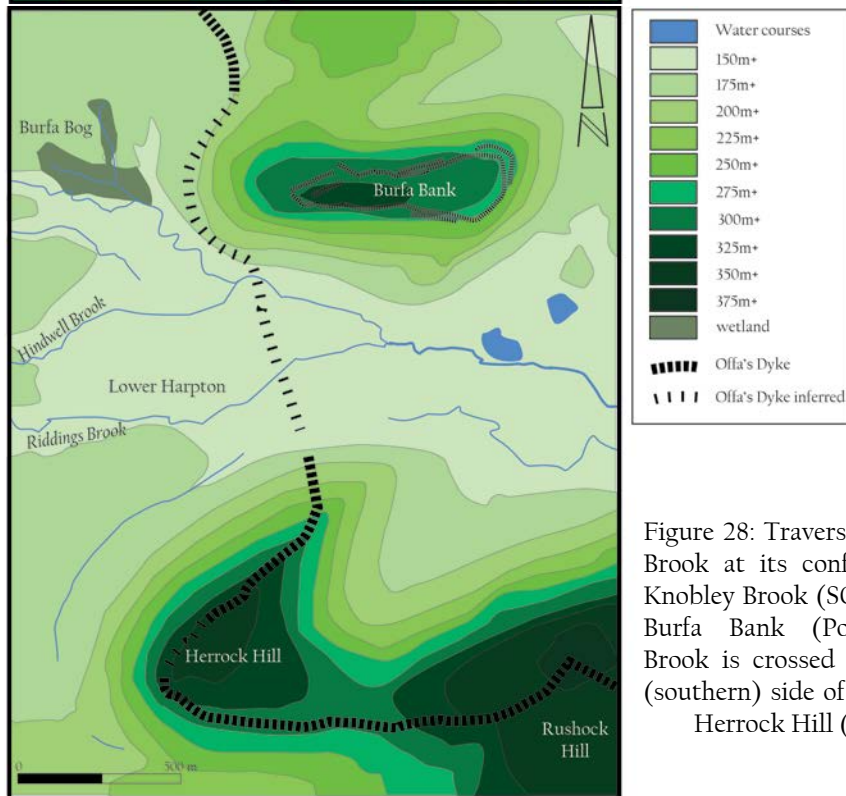 Burfa Bog
Burfa Bank
Hindwell Brook
Lower Harpton
Riddings Brook
Herrock Hill
Rushock
Hill
0 500 m
N
Water courses
150m+
175m+
200m+
225m+
250m+
275m+
300m+
325m+
350m+
375m+
wetland
Offa's Dyke
Offa's Dyke inferred
Figure 28: Travers
Brook at its conf
Knobley Brook (SO
Burfa Bank (Po
Brook is crossed
(southern) side of
Herrock Hill (